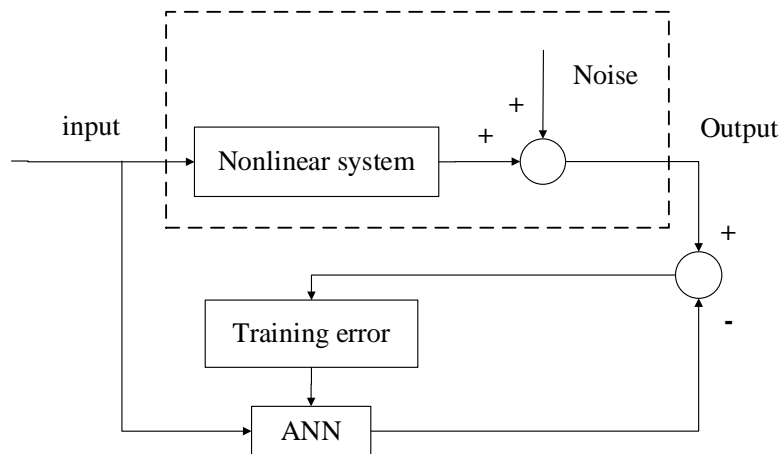 Noise
+
input
Output
+
Nonlinear system
+
-
Training error
ANN